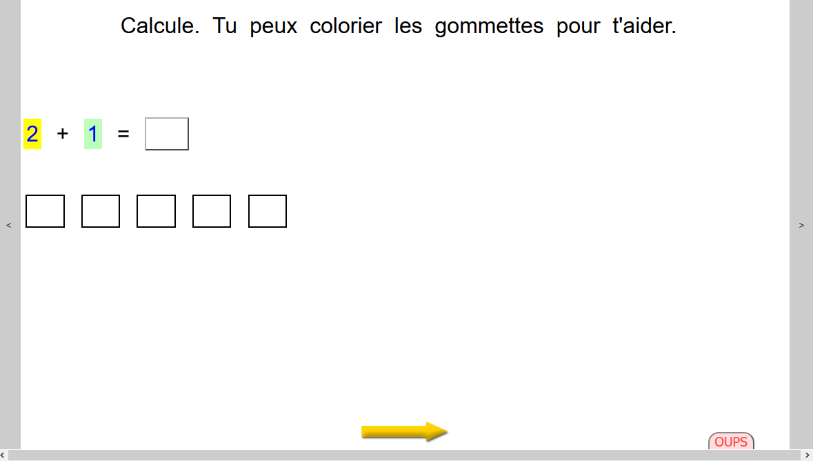 Calcule. Tu peux colorier les gommettes pour t'aider.
2 + 1 =
< >
OUPS
< >